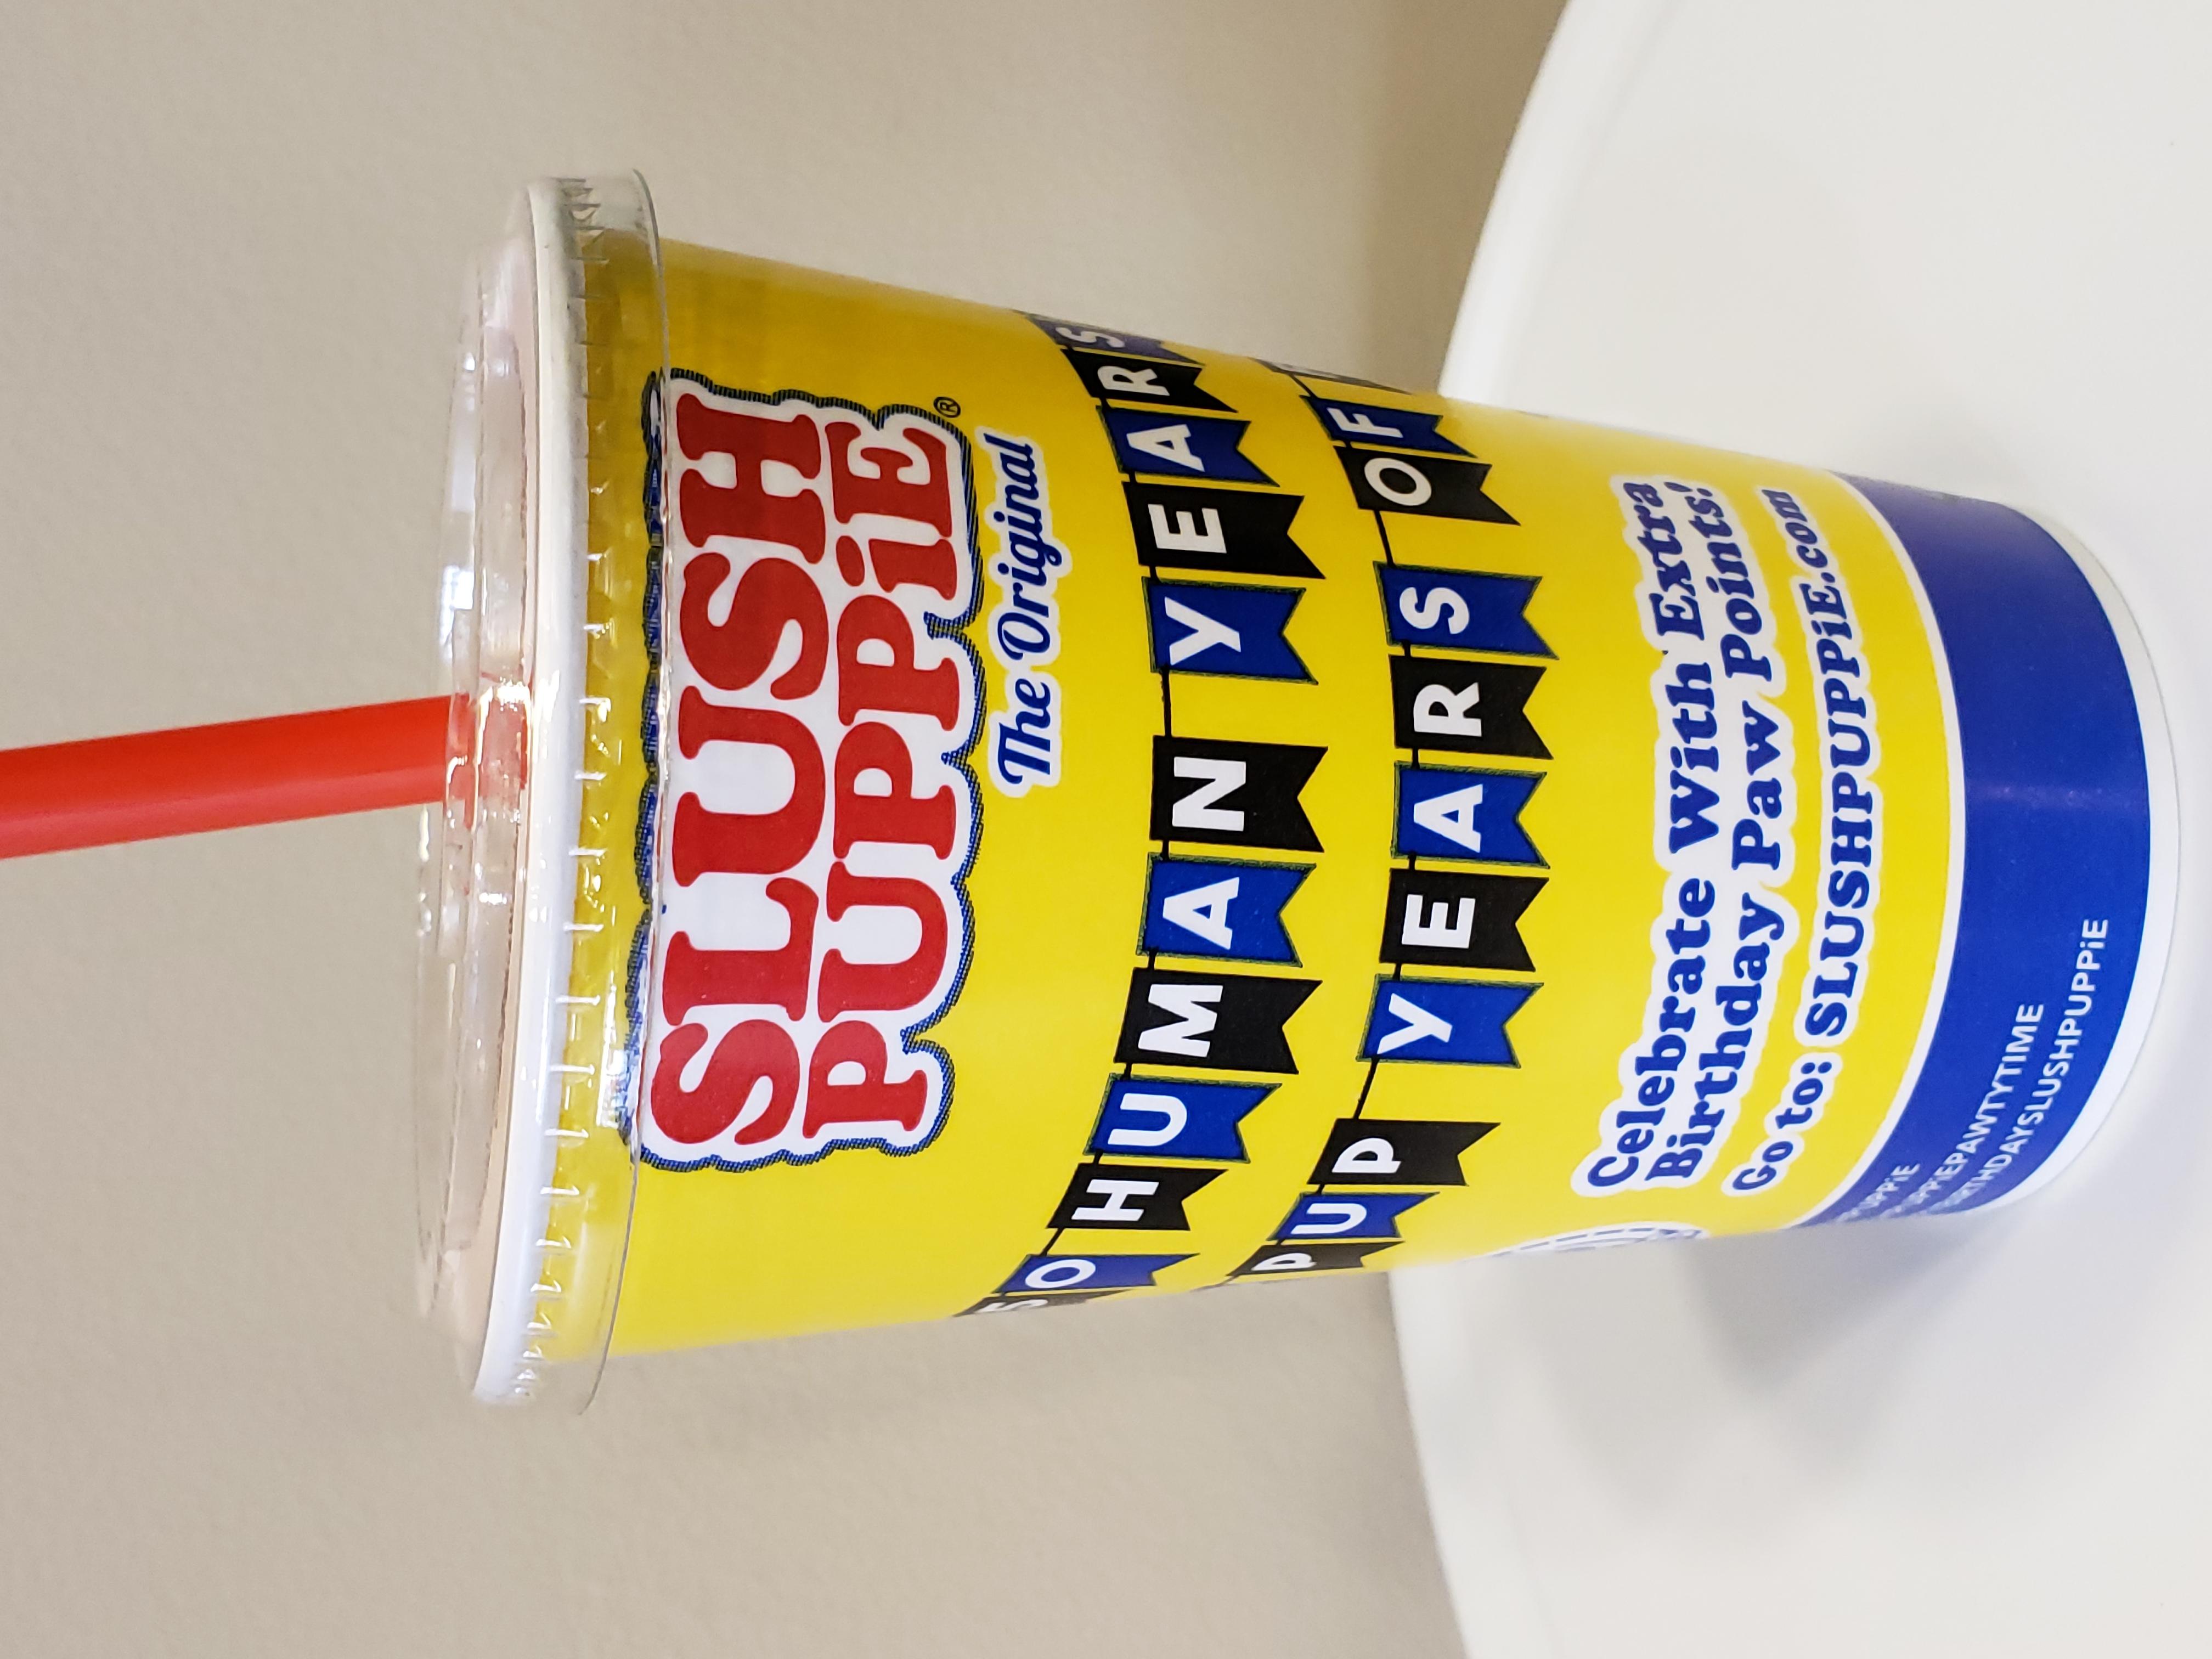 SLUSH
PUPPiE®
The Original
50 HUMAN YEARS
PUP YEARS OF
Celebrate With Extra
Birthday Paw Points!
Go to: SLUSHPUPPiE.com